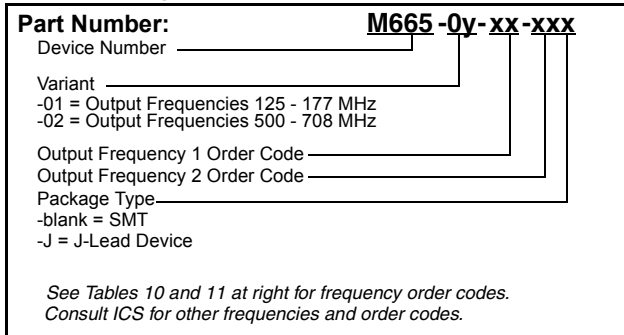 Part Number: M665-0y-xx-xxx
Device Number
Variant
-01 = Output Frequencies 125 - 177 MHz
-02 = Output Frequencies 500 - 708 MHz
Output Frequency 1 Order Code
Output Frequency 2 Order Code
Package Type
-blank = SMT
-J = J-Lead Device
See Tables 10 and 11 at right for frequency order codes.
Consult ICS for other frequencies and order codes.